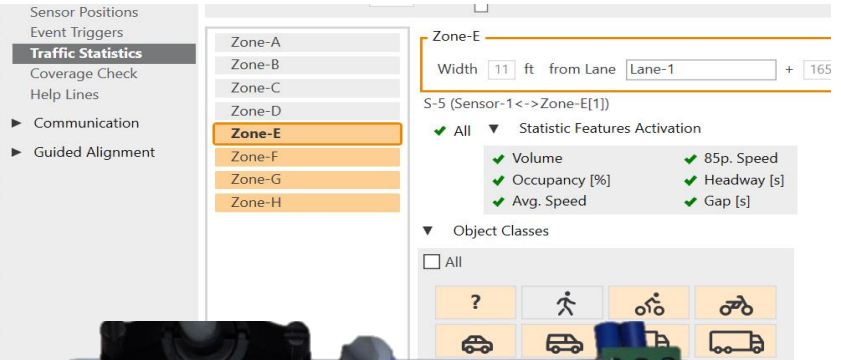 Sensor Positions
Event Triggers
Traffic Statistics
Coverage Check
Help Lines
Communication
Guided Alignment
Zone-A
Zone-B
Zone-C
Zone-D
Zone-E
Zone-F
Zone-G
Zone-H
Zone-E
Width 11 ft from Lane Lane-1 + 165
S-5 (Sensor-1<->Zone-E[1])
All Statistic Features Activation
Volume 85p. Speed
Occupancy [%] Headway [s]
Avg. Speed Gap [s]
Object Classes
All
?